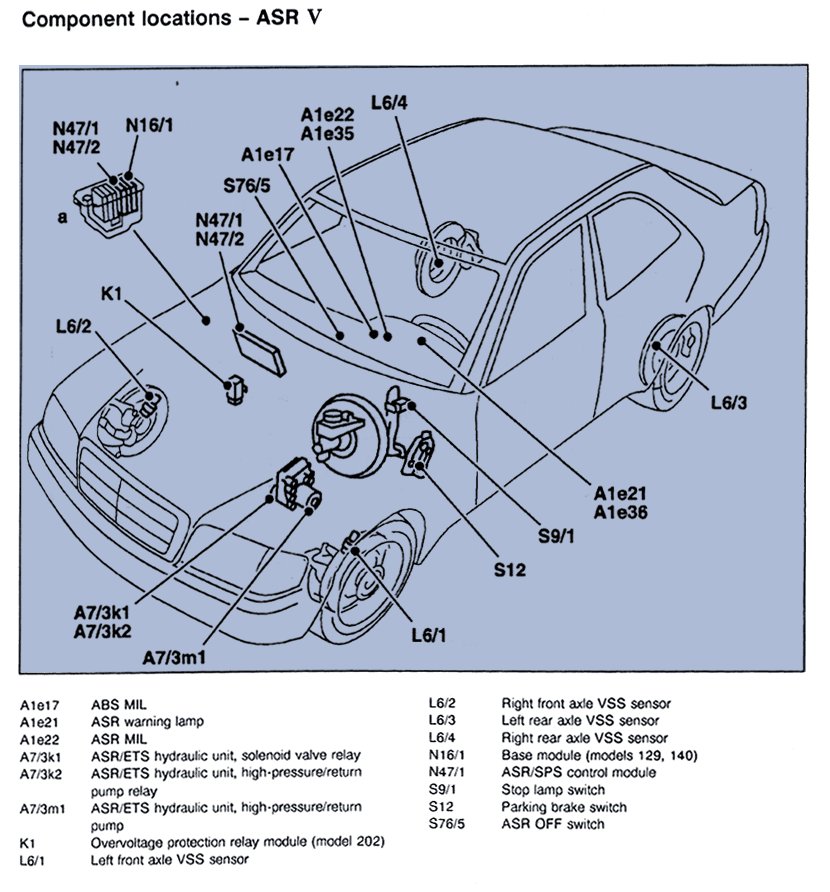 Component locations – ASR V
L6/4
A1e22
A1e35
N47/1
N47/2
N16/1
A1e17
S76/5
a
N47/1
N47/2
K1
L6/2
L6/3
A1e21
A1e36
S9/1
S12
A7/3k1
A7/3k2
L6/1
A7/3m1
A1e17 ABS MIL
A1e21 ASR warning lamp
A1e22 ASR MIL
A7/3k1 ASR/ETS hydraulic unit, solenoid valve relay
A7/3k2 ASR/ETS hydraulic unit, high-pressure/return
pump relay
A7/3m1 ASR/ETS hydraulic unit, high-pressure/return
pump
K1 Overvoltage protection relay module (model 202)
L6/1 Left front axle VSS sensor
L6/2 Right front axle VSS sensor
L6/3 Left rear axle VSS sensor
L6/4 Right rear axle VSS sensor
N16/1 Base module (models 129, 140)
N47/1 ASR/SPS control module
S9/1 Stop lamp switch
S12 Parking brake switch
S76/5 ASR OFF switch